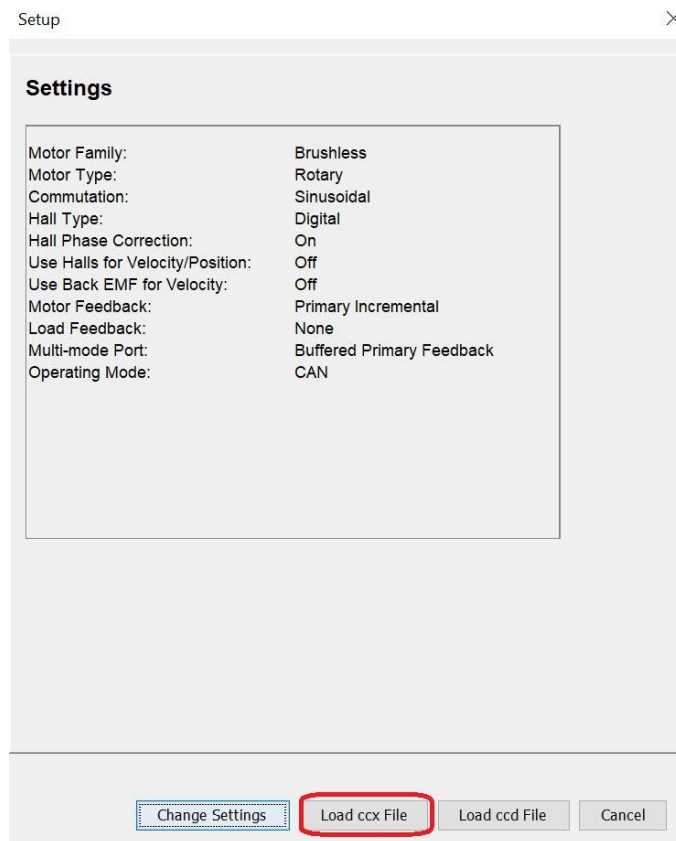 Setup
Settings
Motor Family: Brushless
Motor Type: Rotary
Commutation: Sinusoidal
Hall Type: Digital
Hall Phase Correction: On
Use Halls for Velocity/Position: Off
Use Back EMF for Velocity: Off
Motor Feedback: Primary Incremental
Load Feedback: None
Multi-mode Port: Buffered Primary Feedback
Operating Mode: CAN
Change Settings Load ccx File Load ccd File Cancel